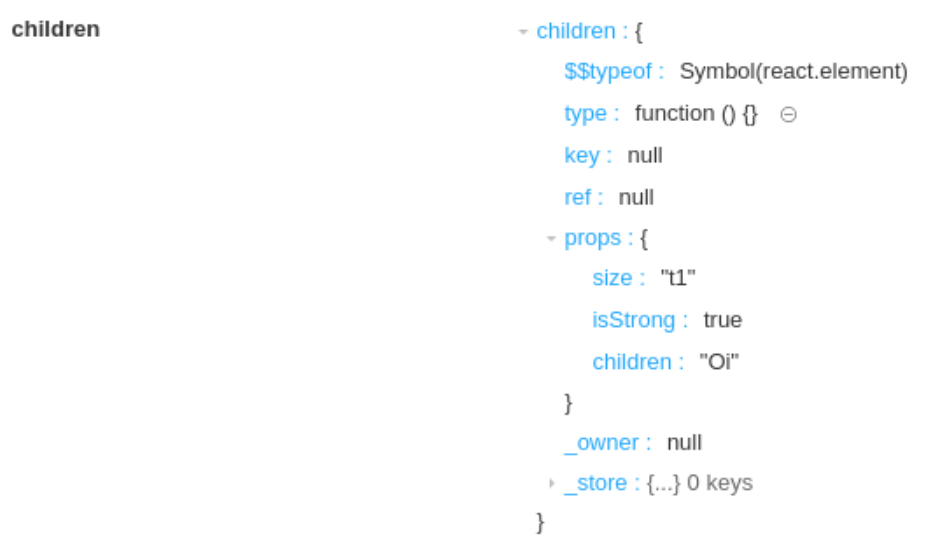 children
children : {
$$typeof : Symbol(react.element)
type : function () {}
key : null
ref : null
props : {
size : "t1"
isStrong : true
children : "Oi"
}
_owner : null
_store : {...} 0 keys
}